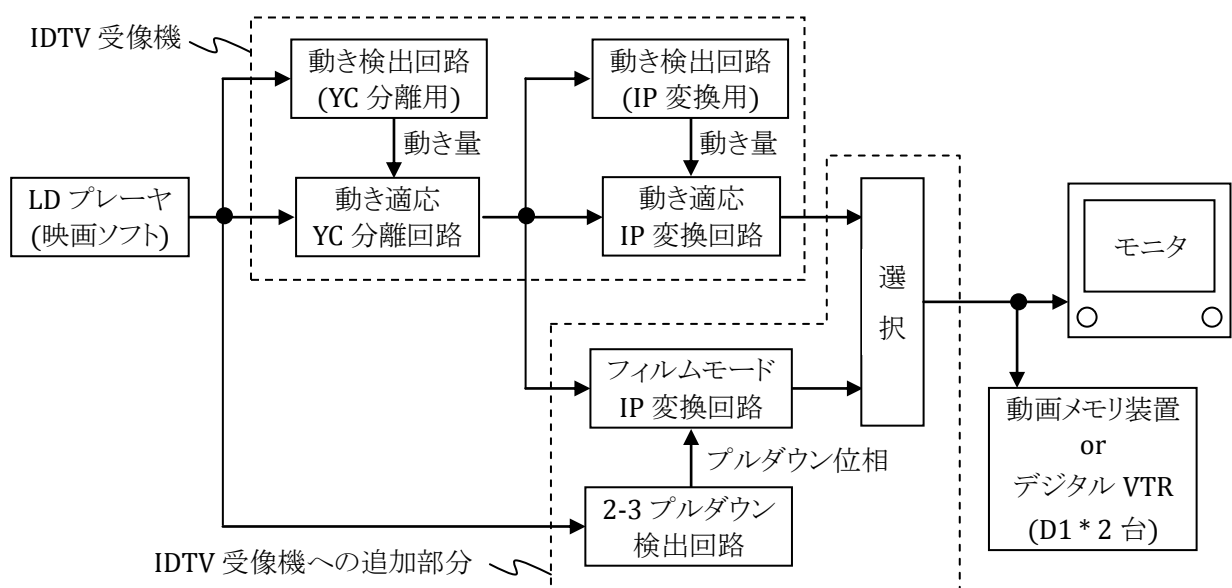 IDTV 受像機
動き検出回路
(YC 分離用)
動き検出回路
(IP 変換用)
動き量
動き量
LD プレーヤ
(映画ソフト)
動き適応
YC 分離回路
動き適応
IP 変換回路
選
択
モニタ
フィルムモード
IP 変換回路
動画メモリ装置
or
デジタル VTR
(D1 * 2 台)
プルダウン位相
2-3 プルダウン
検出回路
IDTV 受像機への追加部分